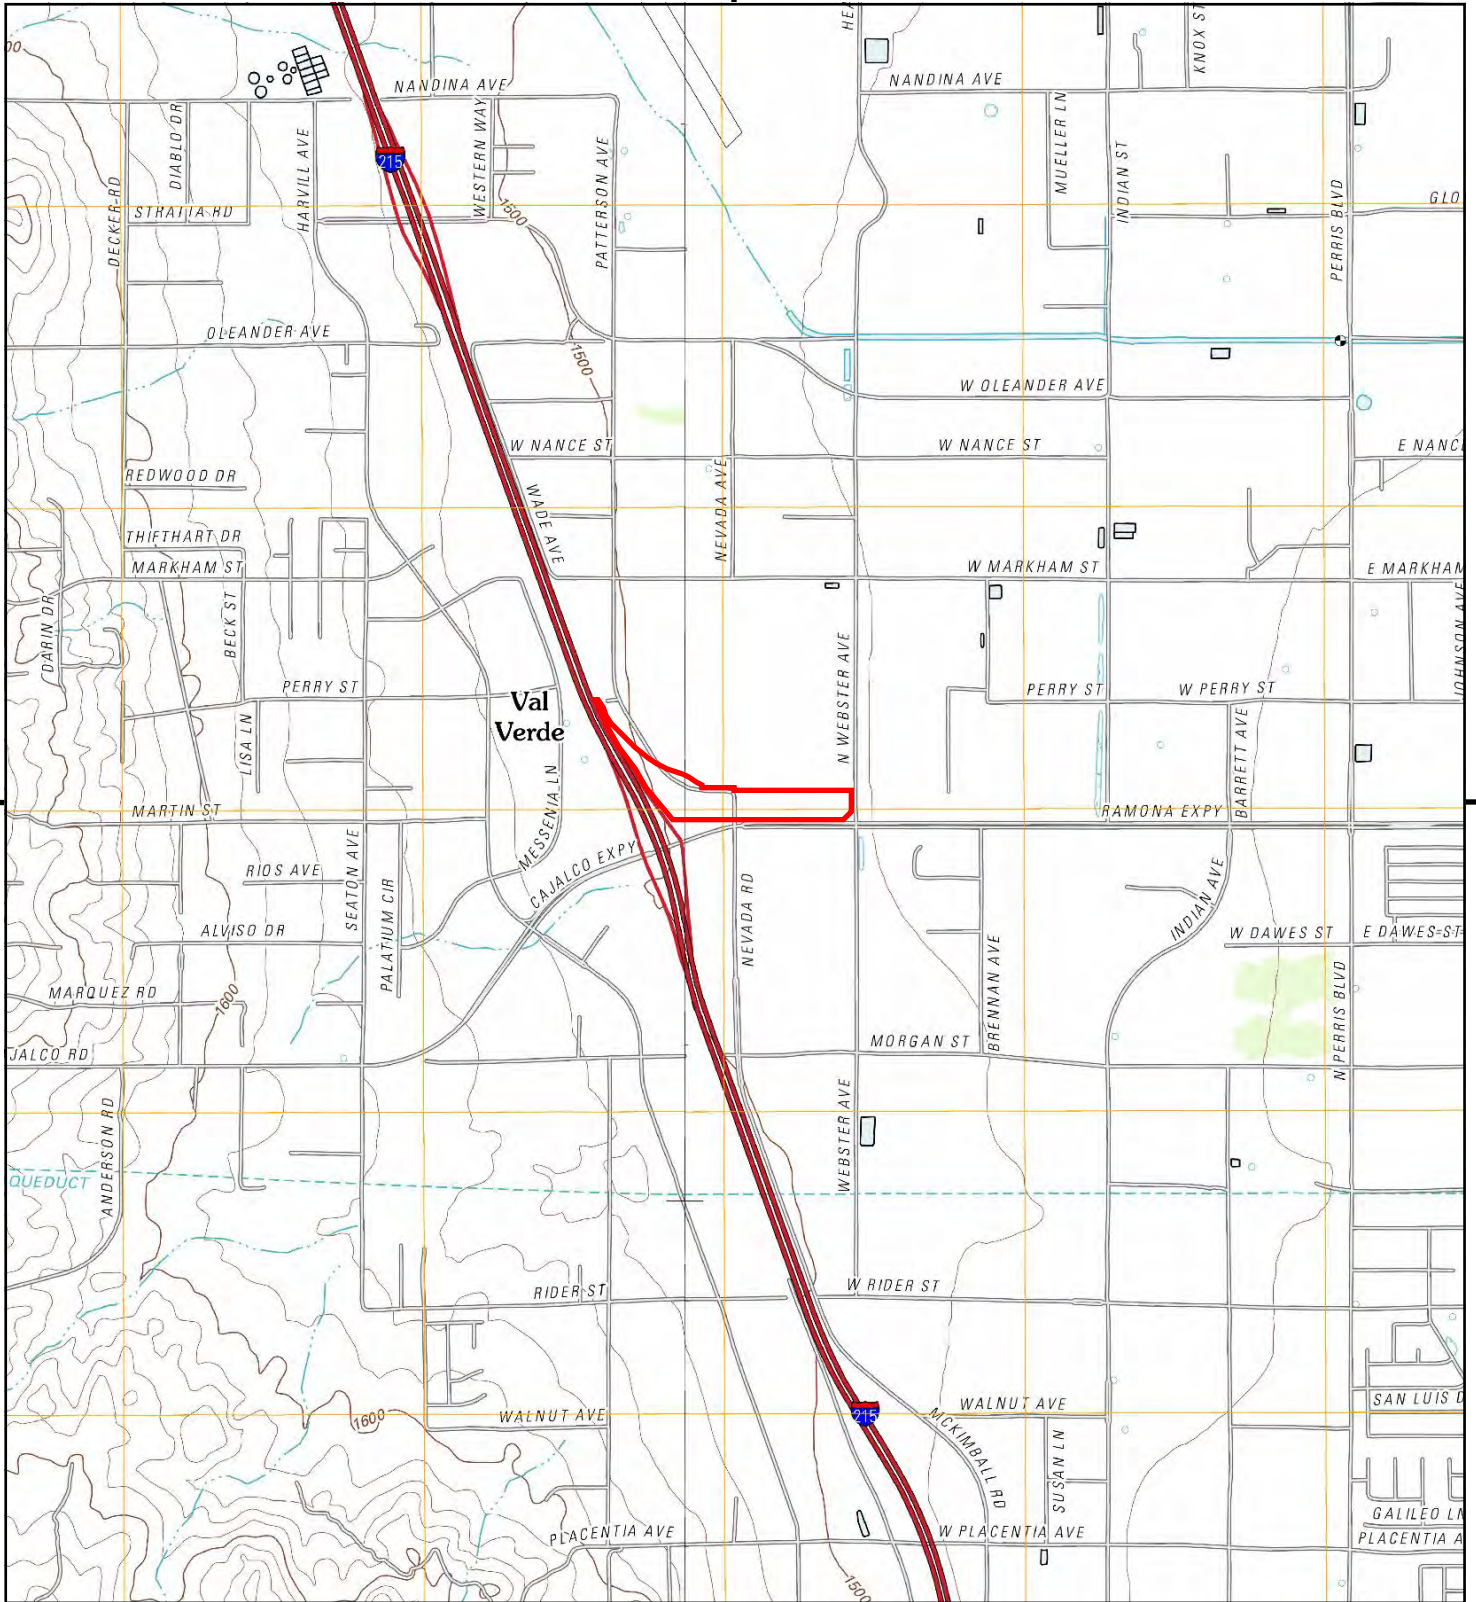 HEA
KNOX ST
00
NANDINA AVE
NANDINA AVE
DIABLO DR
HARVILL AVE
WESTERN WAY
PATTERSON AVE
MUELLER LN
INDIAN ST
215
DECKER RD
STRATTA RD
1500
PERRIS BLVD
GLO
OLEANDER AVE
1500
W OLEANDER AVE
W NANCE ST
W NANCE ST
E NANCE
REDWOOD DR
WADE AVE
NEVADA AVE
THIFTHART DR
MARKHAM ST
W MARKHAM ST
E MARKHAM
DARIN DR
BECK ST
JOHNSON AVE
N WEBSTER AVE
PERRY ST
PERRY ST
W PERRY ST
Val
Verde
LISA LN
BARRETT AVE
MESSENIA LN
MARTIN ST
RAMONA EXPY
CAJALCO EXPY
SEATON AVE
RIOS AVE
PALATIUM CIR
NEVADA RD
INDIAN AVE
ALVISO DR
BRENNAN AVE
W DAWES ST
E DAWES ST
MARQUEZ RD
1600
N PERRIS BLVD
JALCO RD
MORGAN ST
ANDERSON RD
WEBSTER AVE
QUEDUCT
RIDER ST
W RIDER ST
1600
WALNUT AVE
215
WALNUT AVE
SAN LUIS D
MCKIMBALL RD
SUSAN LN
GALILEO LN
PLACENTIA AVE
W PLACENTIA AVE
PLACENTIA A
1500